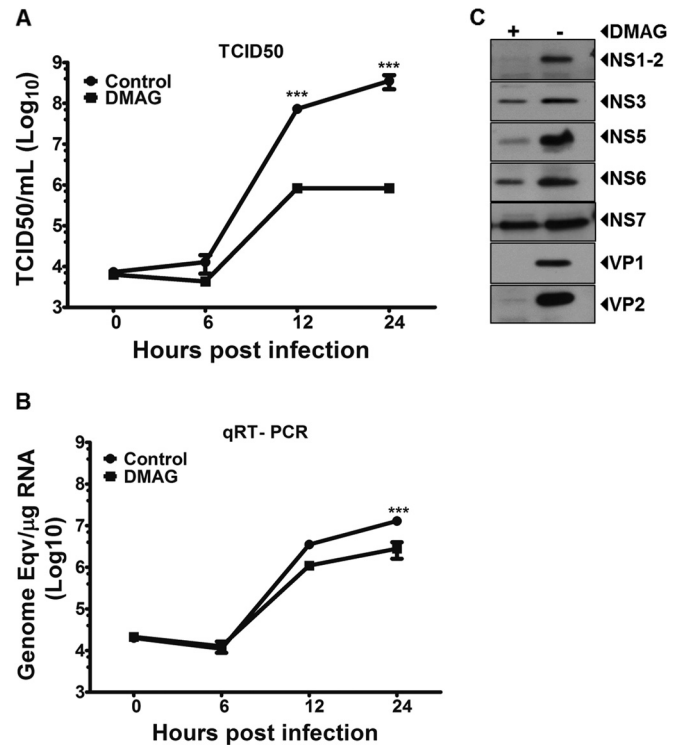 A
TCID50
Control
DMAG
***
***
TCID50/mL (Log10)
9
8
7
6
5
4
3
0
6
12
24
Hours post infection
B
qRT- PCR
Control
DMAG
***
Genome Eqv/μg RNA
(Log10)
9
8
7
6
5
4
3
0
6
12
24
Hours post infection
C
+ - DMAG
NS1-2
NS3
NS5
NS6
NS7
VP1
VP2